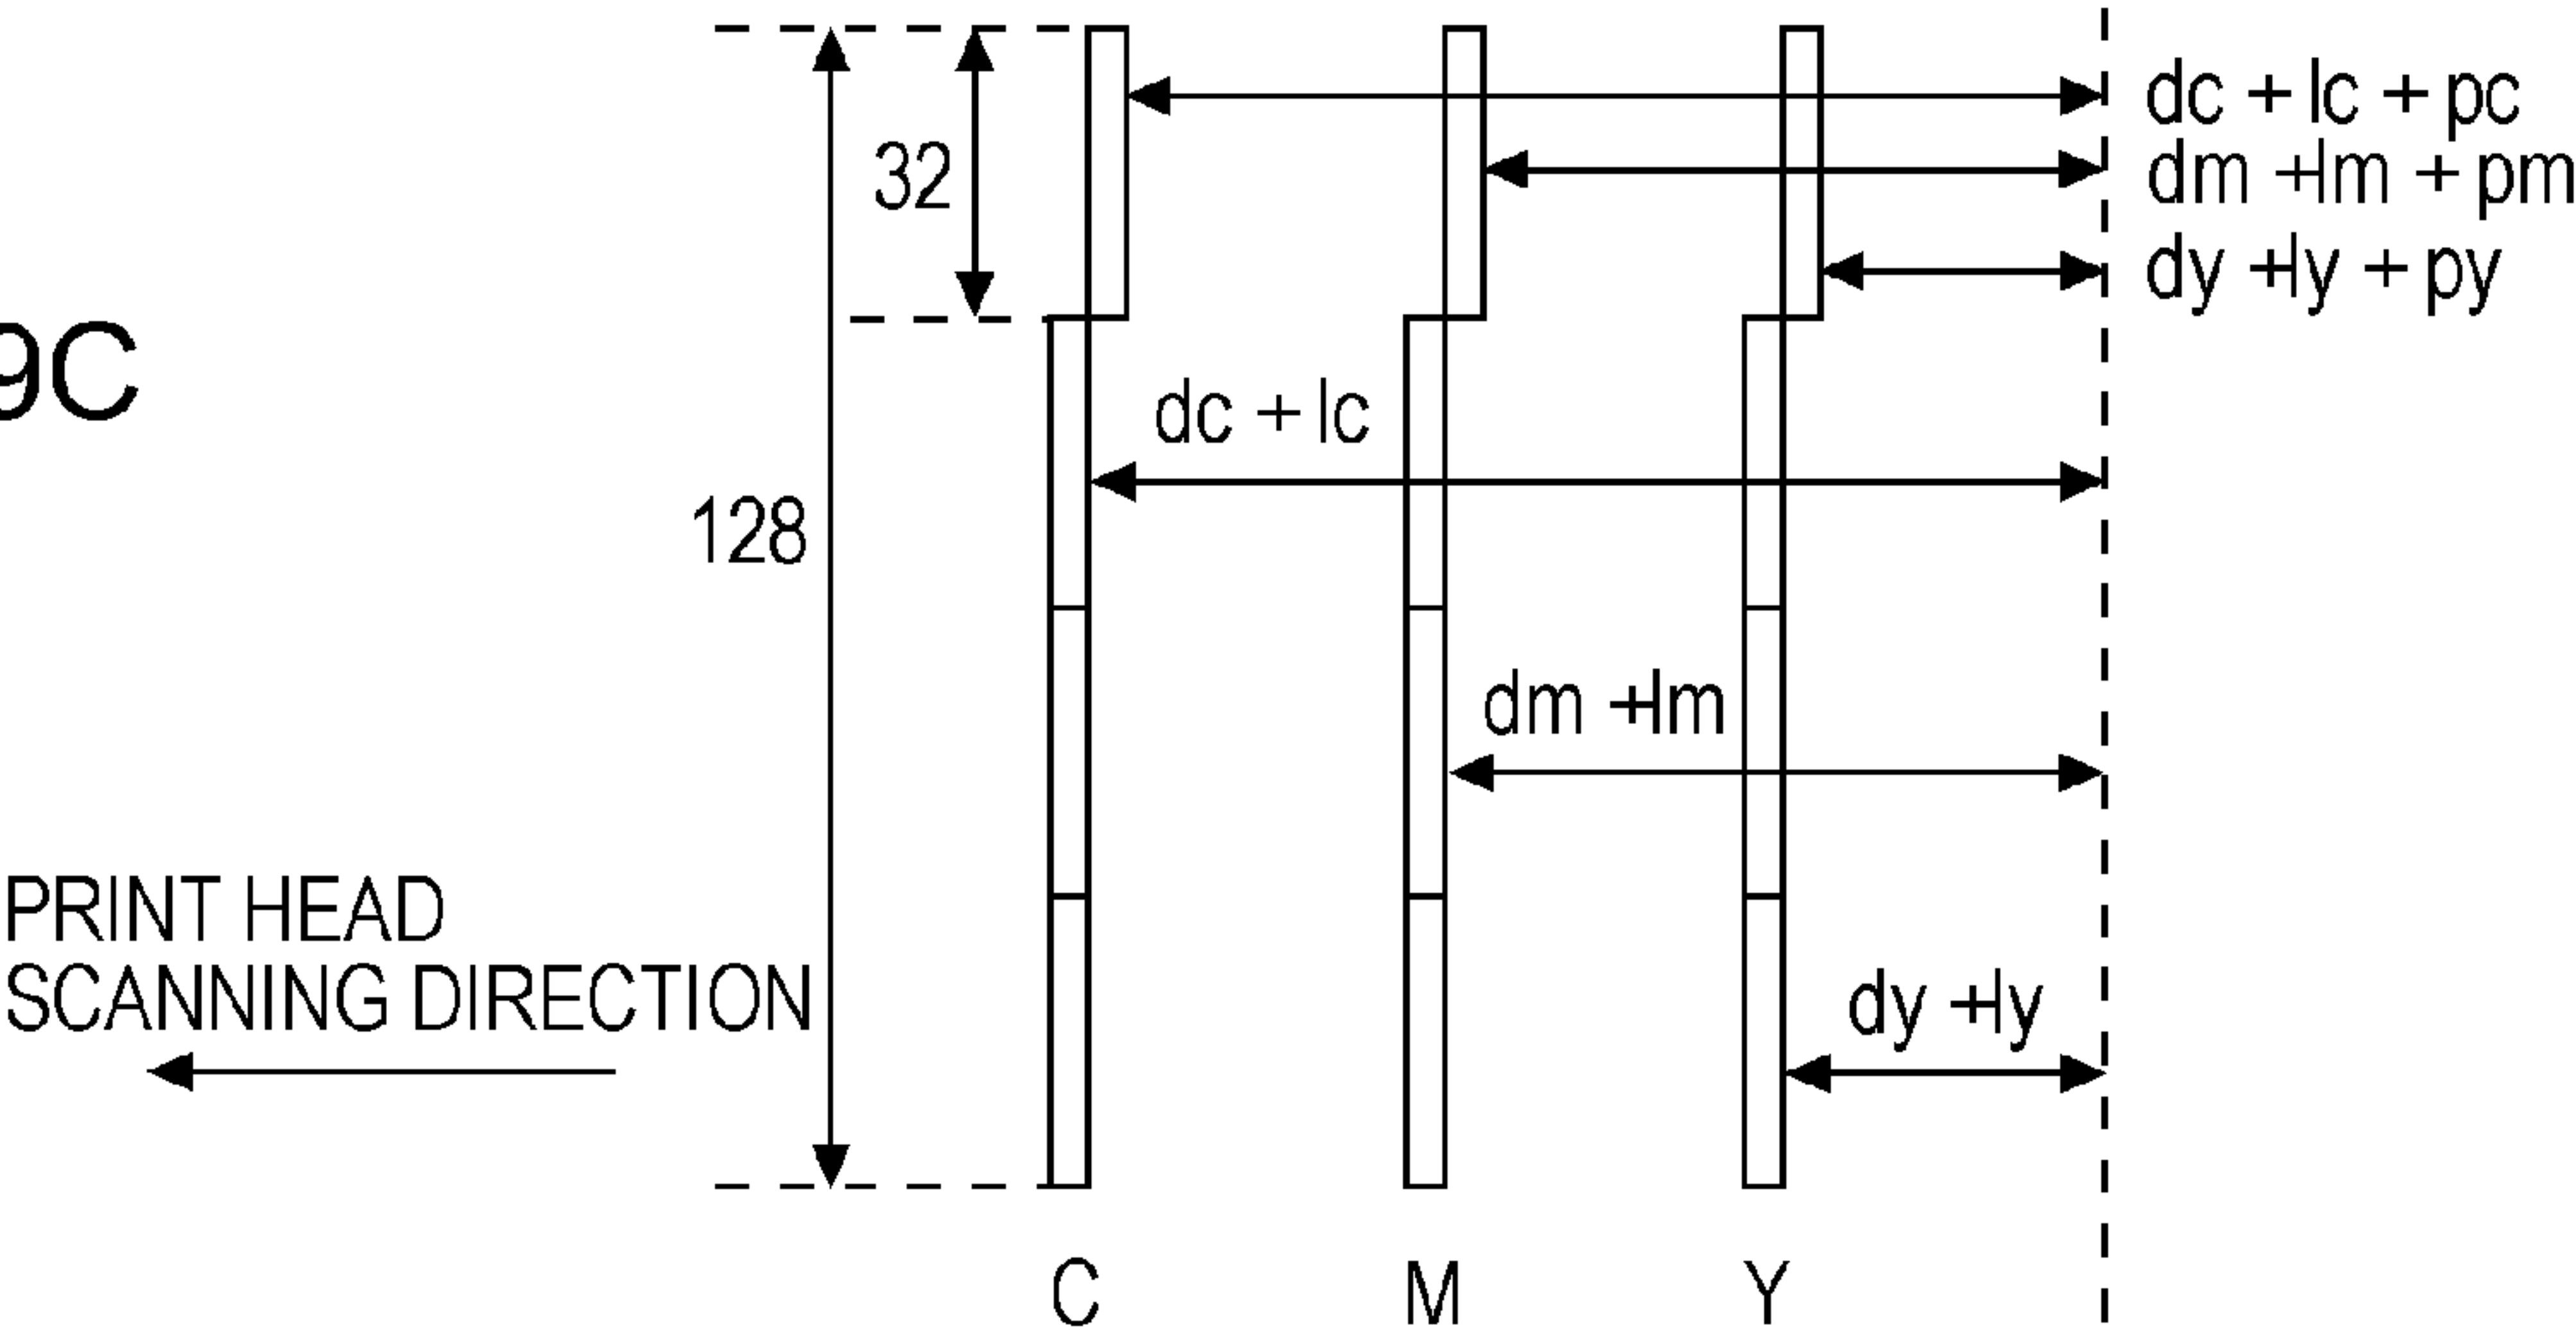 dc + lc + pc
dm +lm + pm
dy +ly + py
32
9C
dc + lc
128
dm +lm
PRINT HEAD
SCANNING DIRECTION
dy +ly
C M Y